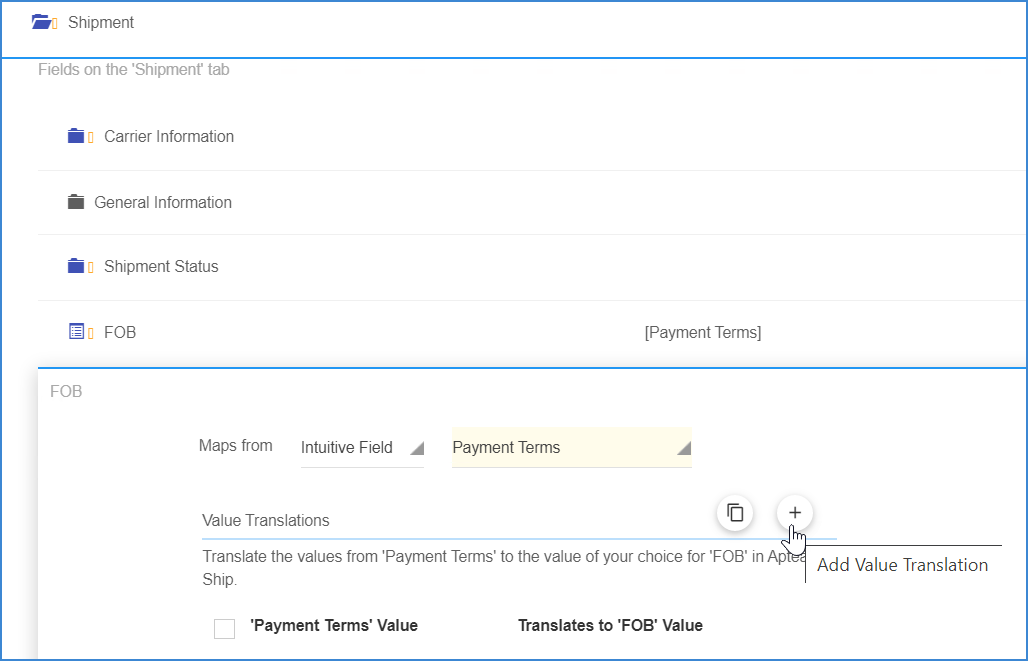 Shipment
Fields on the 'Shipment' tab
Carrier Information
General Information
Shipment Status
FOB [Payment Terms]
FOB
Maps from Intuitive Field Payment Terms
Value Translations
Translate the values from 'Payment Terms' to the value of your choice for 'FOB' in Aptea
Ship.
Add Value Translation
'Payment Terms' Value Translates to 'FOB' Value